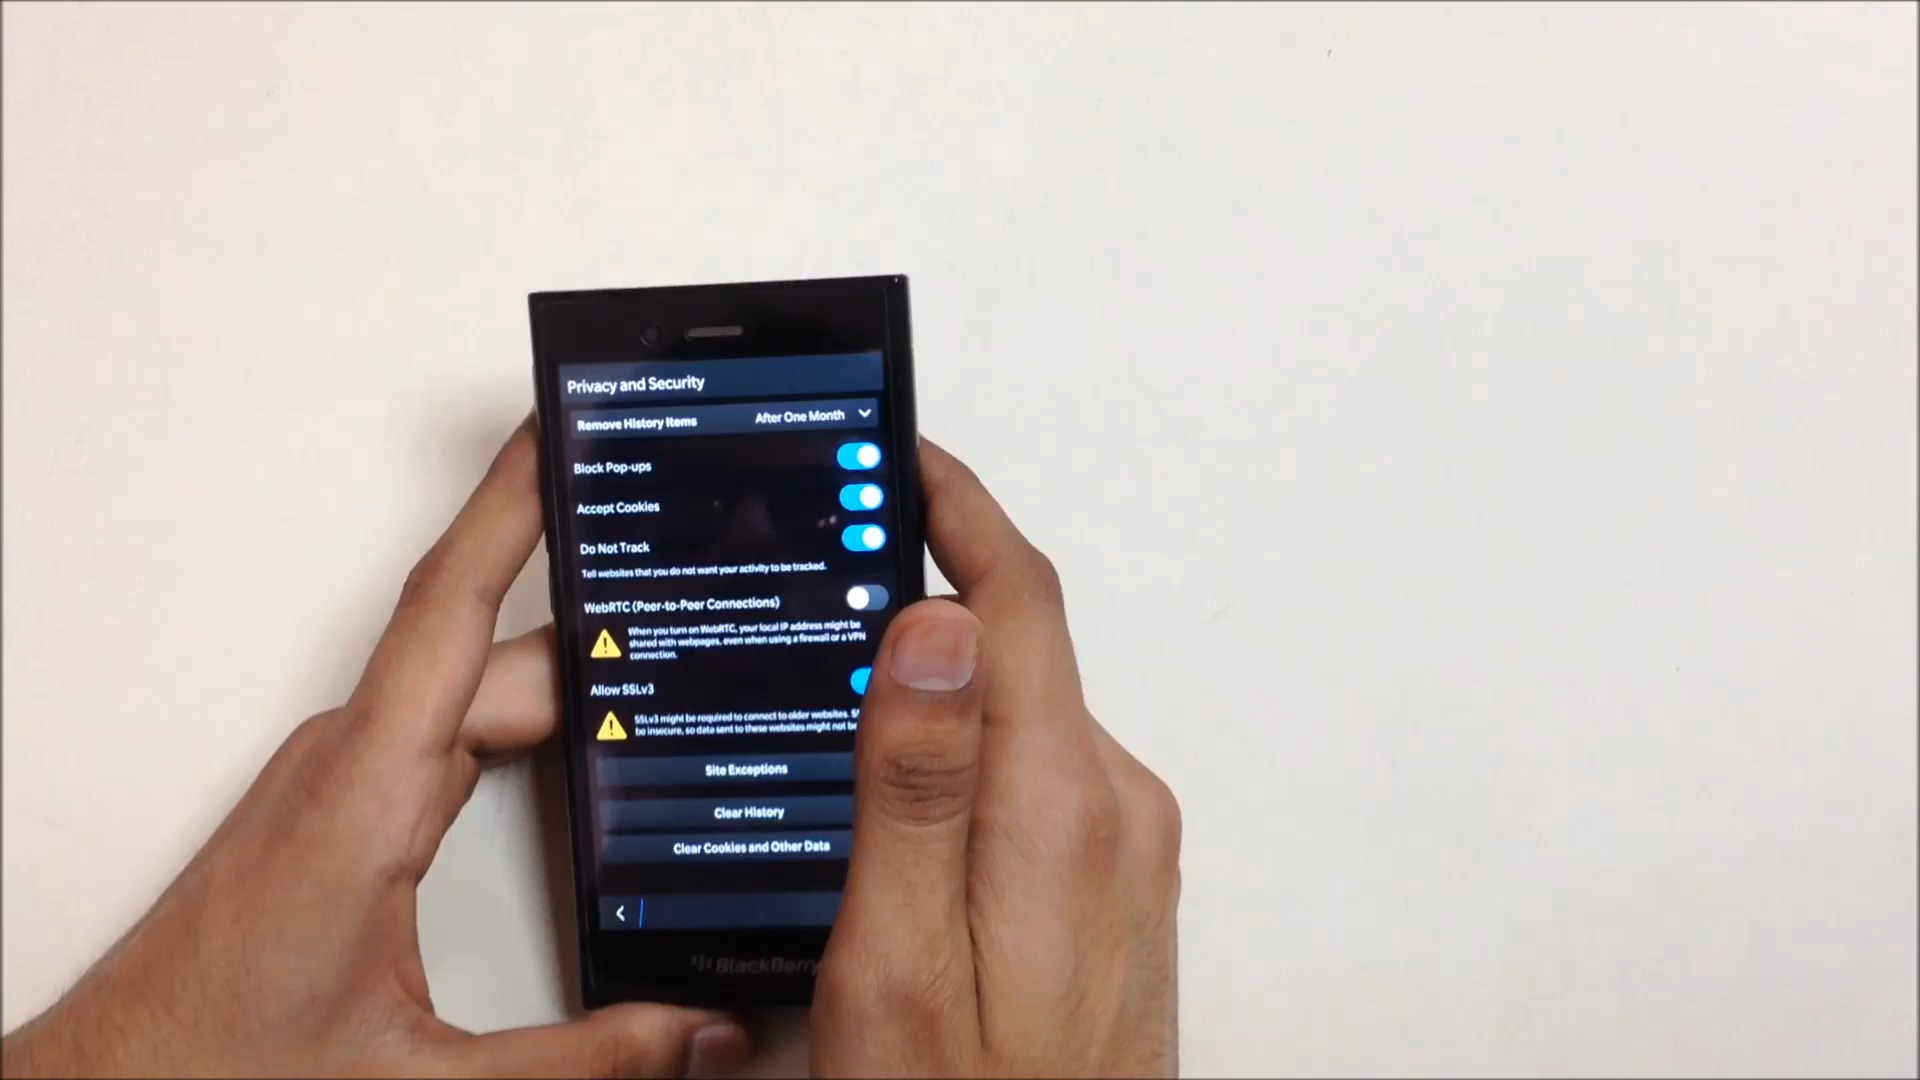 Privacy and Security
Remove History Items After One Month
Block Pop-ups
Accept Cookies
Do Not Track
Tell websites that you do not want your activity to be tracked.
WebRTC (Peer-to-Peer Connections)
When you turn on WebRTC, your local IP address might be
shared with webpages, even when using a firewall or a VPN
connection.
Allow SSLv3
SSLv3 might be required to connect to older websites.
be insecure, so data sent to these websites might not be
Site Exceptions
Clear History
Clear Cookies and Other Data
BlackBerry